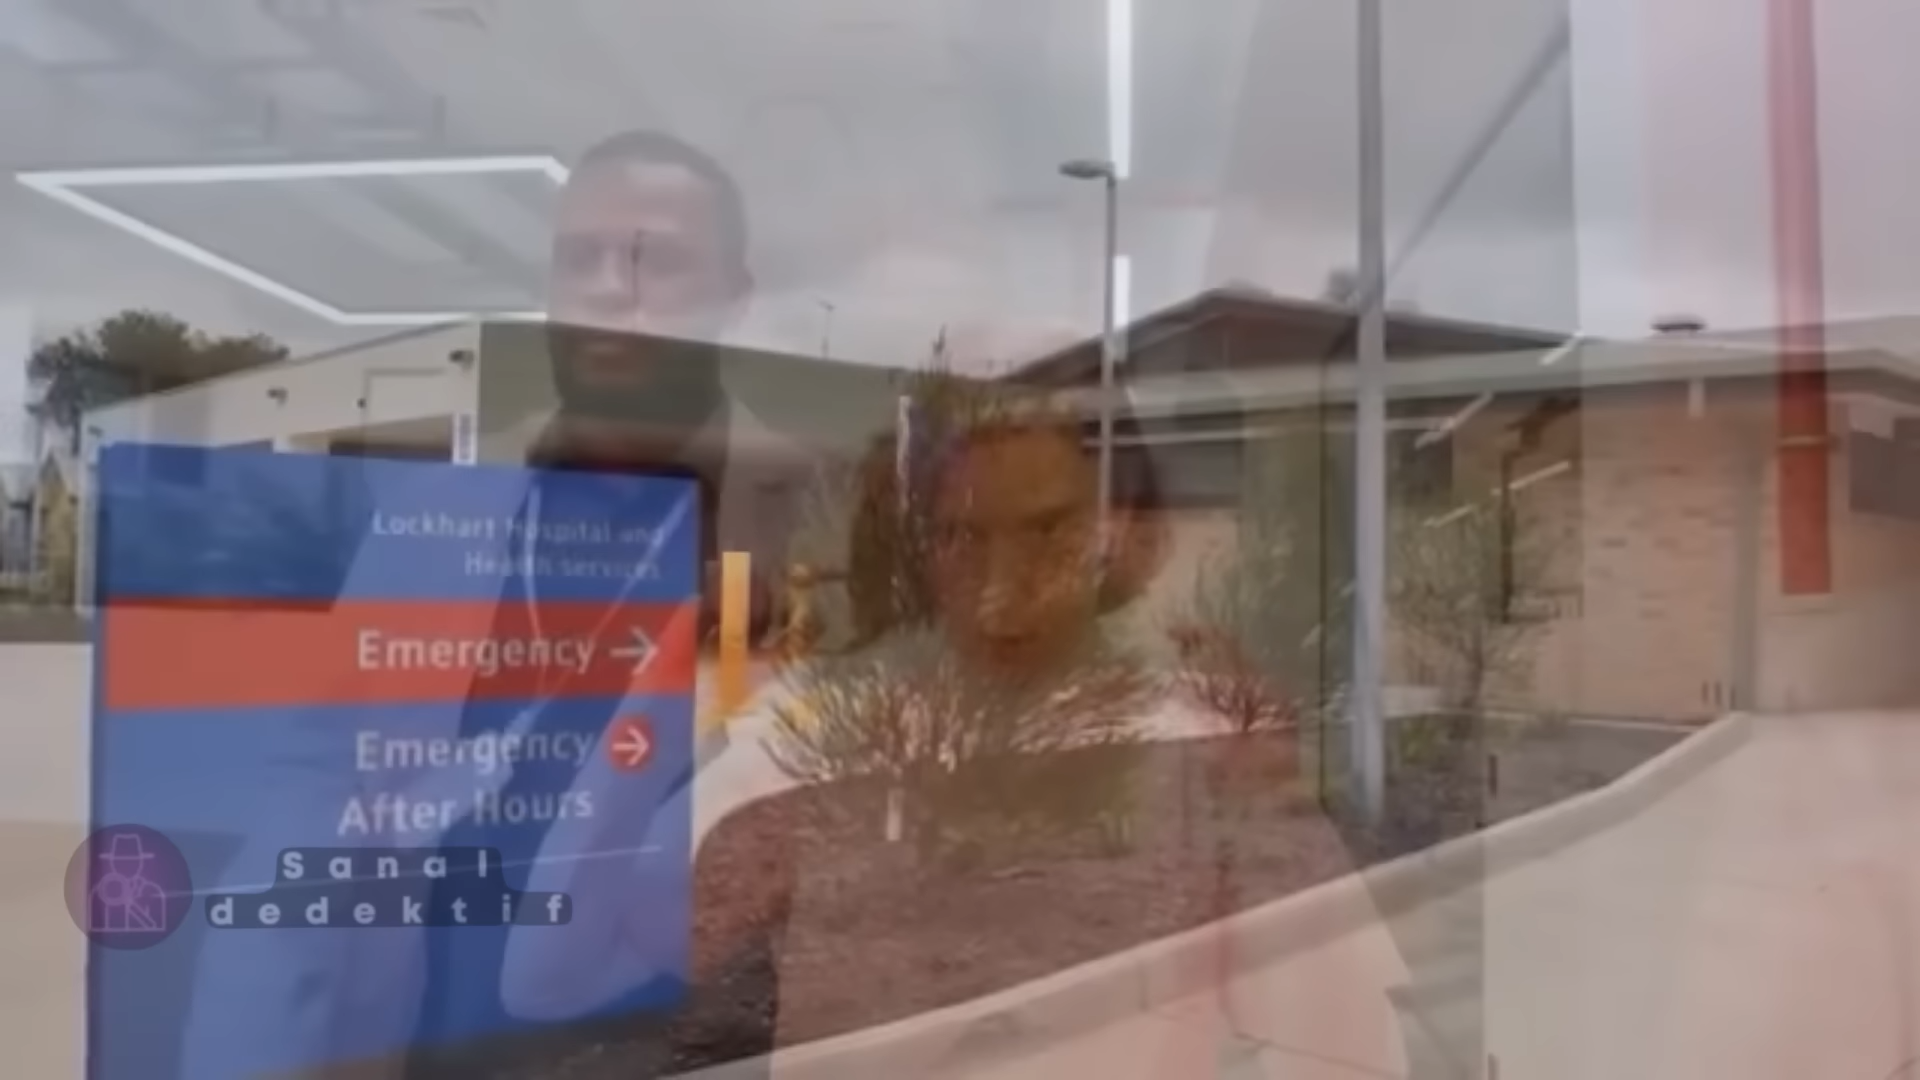 Lockhart Hospital and
Health services
Emergency
Emergency
After Hours
Sanal
dedektif